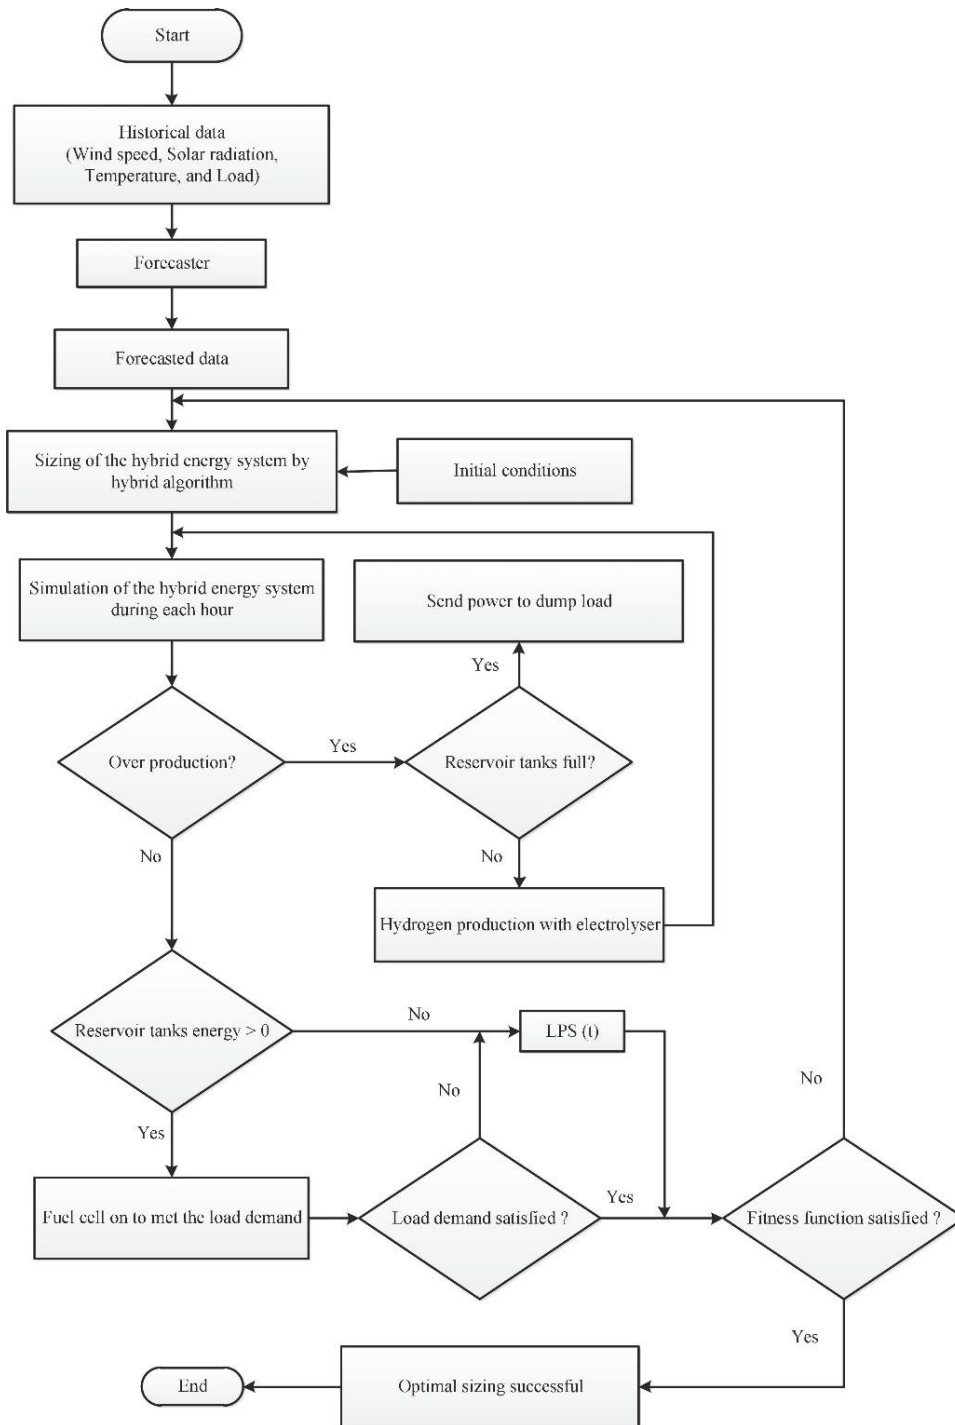 Start
Historical data
(Wind speed, Solar radiation,
Temperature, and Load)
Forecaster
Forecasted data
Sizing of the hybrid energy system by
hybrid algorithm
Initial conditions
Simulation of the hybrid energy system
during each hour
Send power to dump load
Yes
Over production?
Yes
Reservoir tanks full?
No
No
Hydrogen production with electrolyser
Reservoir tanks energy > 0
No
LPS (t)
No
No
Yes
Fuel cell on to met the load demand
Load demand satisfied ?
Yes
Fitness function satisfied ?
Yes
End
Optimal sizing successful